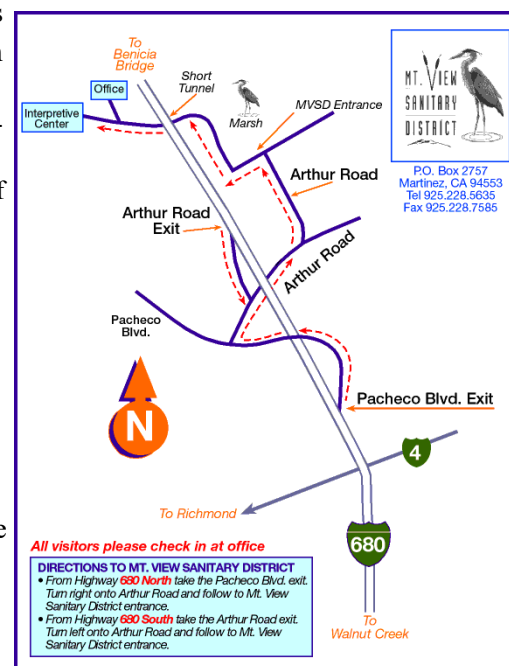 s
n
-
f
e
To
Benicia
Bridge
Short
Tunnel
Office
Interpretive
Center
Marsh
MVSD Entrance
MT. VIEW
SANITARY
DISTRICT
P.O. Box 2757
Martinez, CA 94553
Tel 925.228.5635
Fax 925.228.7585
Arthur Road
Arthur Road
Exit
Arthur Road
Pacheco
Blvd.
N
Pacheco Blvd. Exit
4
To Richmond
680
To
Walnut Creek
All visitors please check in at office
DIRECTIONS TO MT. VIEW SANITARY DISTRICT
• From Highway 680 North take the Pacheco Blvd. exit.
Turn right onto Arthur Road and follow to Mt. View
Sanitary District entrance.
• From Highway 680 South take the Arthur Road exit.
Turn left onto Arthur Road and follow to Mt. View
Sanitary District entrance.